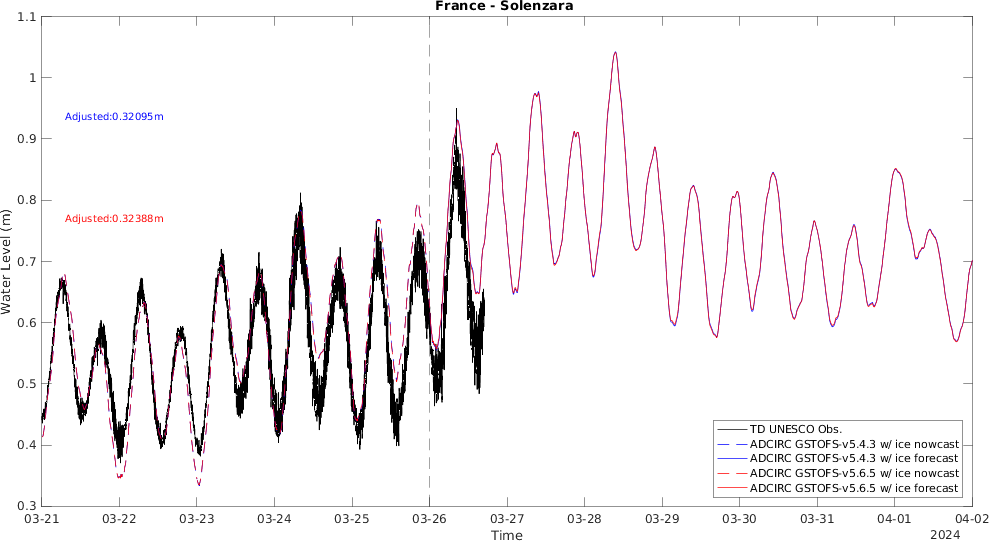 France - Solenzara
1.1
1
0.9
0.8
0.7
0.6
0.5
0.4
0.3
Water Level (m)
Adjusted:0.32095m
Adjusted:0.32388m
TD UNESCO Obs.
ADCIRC GSTOFS-v5.4.3 w/ ice nowcast
ADCIRC GSTOFS-v5.4.3 w/ ice forecast
ADCIRC GSTOFS-v5.6.5 w/ ice nowcast
ADCIRC GSTOFS-v5.6.5 w/ ice forecast
03-21 03-22 03-23 03-24 03-25 03-26 03-27 03-28 03-29 03-30 03-31 04-01 04-02
Time
2024